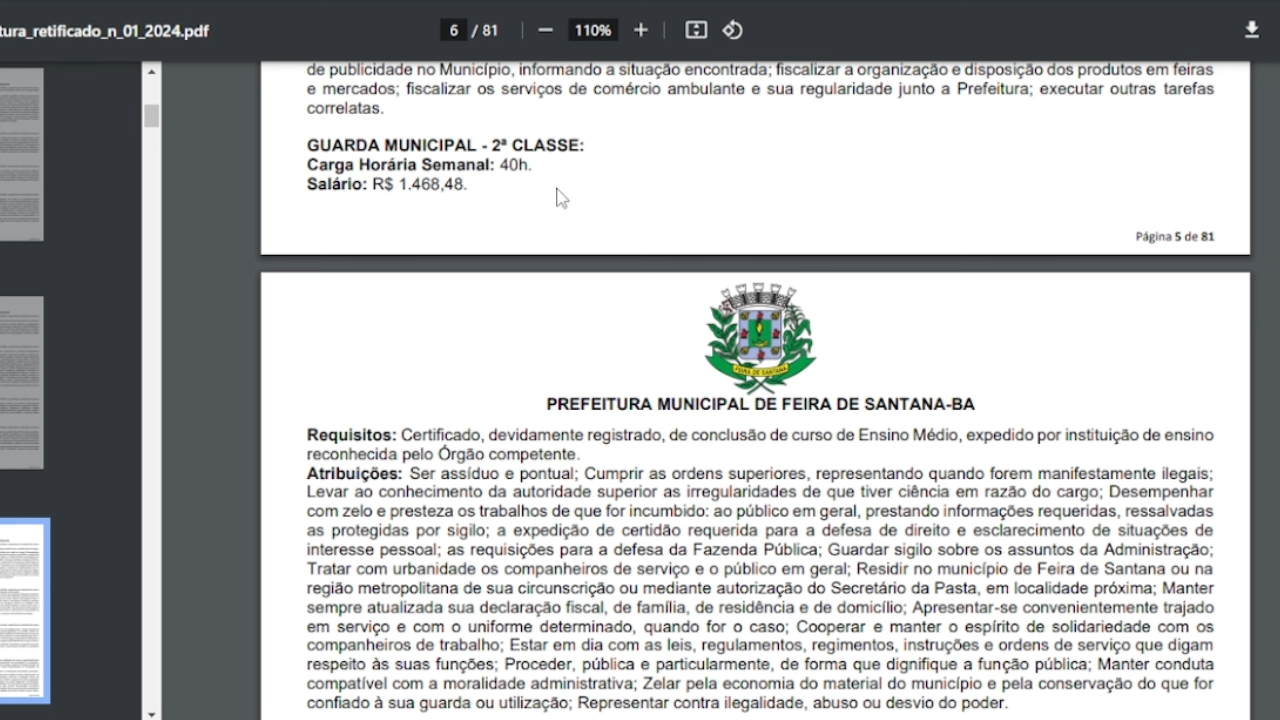 tura_retificado_n_01_2024.pdf
6 / 81
110%
de publicidade no Município, informando a situação encontrada; fiscalizar a organização e disposição dos produtos em feiras
e mercados; fiscalizar os serviços de comércio ambulante e sua regularidade junto a Prefeitura; executar outras tarefas
correlatas.
GUARDA MUNICIPAL - 2ª CLASSE:
Carga Horária Semanal: 40h.
Salário: R$ 1.468,48.
Página 5 de 81
FEIRA DE SANTANA
PREFEITURA MUNICIPAL DE FEIRA DE SANTANA-BA
Requisitos: Certificado, devidamente registrado, de conclusão de curso de Ensino Médio, expedido por instituição de ensino
reconhecida pelo Órgão competente.
Atribuições: Ser assíduo e pontual; Cumprir as ordens superiores, representando quando forem manifestamente ilegais;
Levar ao conhecimento da autoridade superior as irregularidades de que tiver ciência em razão do cargo; Desempenhar
com zelo e presteza os trabalhos de que for incumbido: ao público em geral, prestando informações requeridas, ressalvadas
as protegidas por sigilo; a expedição de certidão requerida para a defesa de direito e esclarecimento de situações de
interesse pessoal; as requisições para a defesa da Fazenda Pública; Guardar sigilo sobre os assuntos da Administração;
Tratar com urbanidade os companheiros de serviço e o público em geral; Residir no município de Feira de Santana ou na
região metropolitana de sua circunscrição ou mediante autorização do Secretário da Pasta, em localidade próxima; Manter
sempre atualizada sua declaração fiscal, de família, de residência e de domicílio; Apresentar-se convenientemente trajado
em serviço e com o uniforme determinado, quando for o caso; Cooperar e manter o espírito de solidariedade com os
companheiros de trabalho; Estar em dia com as leis, regulamentos, regimentos, instruções e ordens de serviço que digam
respeito às suas funções; Proceder, pública e particularmente, de forma que dignifique a função pública; Manter conduta
compatível com a moralidade administrativa; Zelar pela economia do material do município e pela conservação do que for
confiado à sua guarda ou utilização; Representar contra ilegalidade, abuso ou desvio do poder.